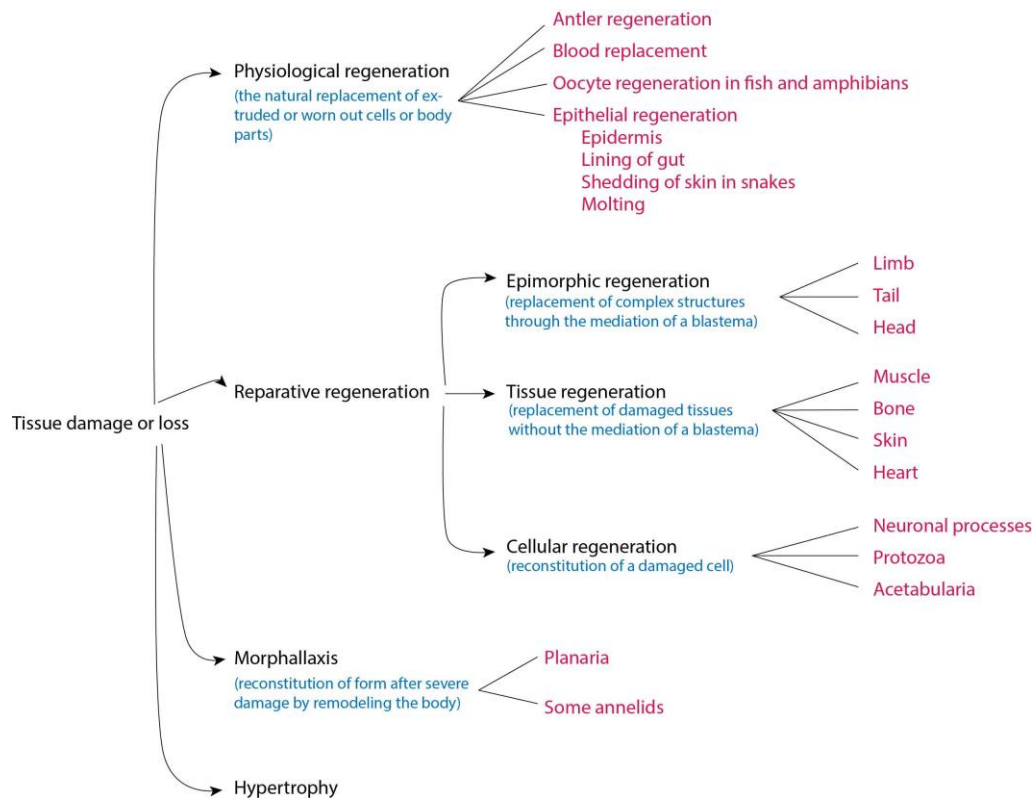 Tissue damage or loss
Physiological regeneration
(the natural replacement of ex-
truded or worn out cells or body
parts)
Antler regeneration
Blood replacement
Oocyte regeneration in fish and amphibians
Epithelial regeneration
Epidermis
Lining of gut
Shedding of skin in snakes
Molting
Reparative regeneration
Epimorphic regeneration
(replacement of complex structures
through the mediation of a blastema)
Limb
Tail
Head
Tissue regeneration
(replacement of damaged tissues
without the mediation of a blastema)
Muscle
Bone
Skin
Heart
Cellular regeneration
(reconstitution of a damaged cell)
Neuronal processes
Protozoa
Acetabularia
Morphallaxis
(reconstitution of form after severe
damage by remodeling the body)
Planaria
Some annelids
Hypertrophy